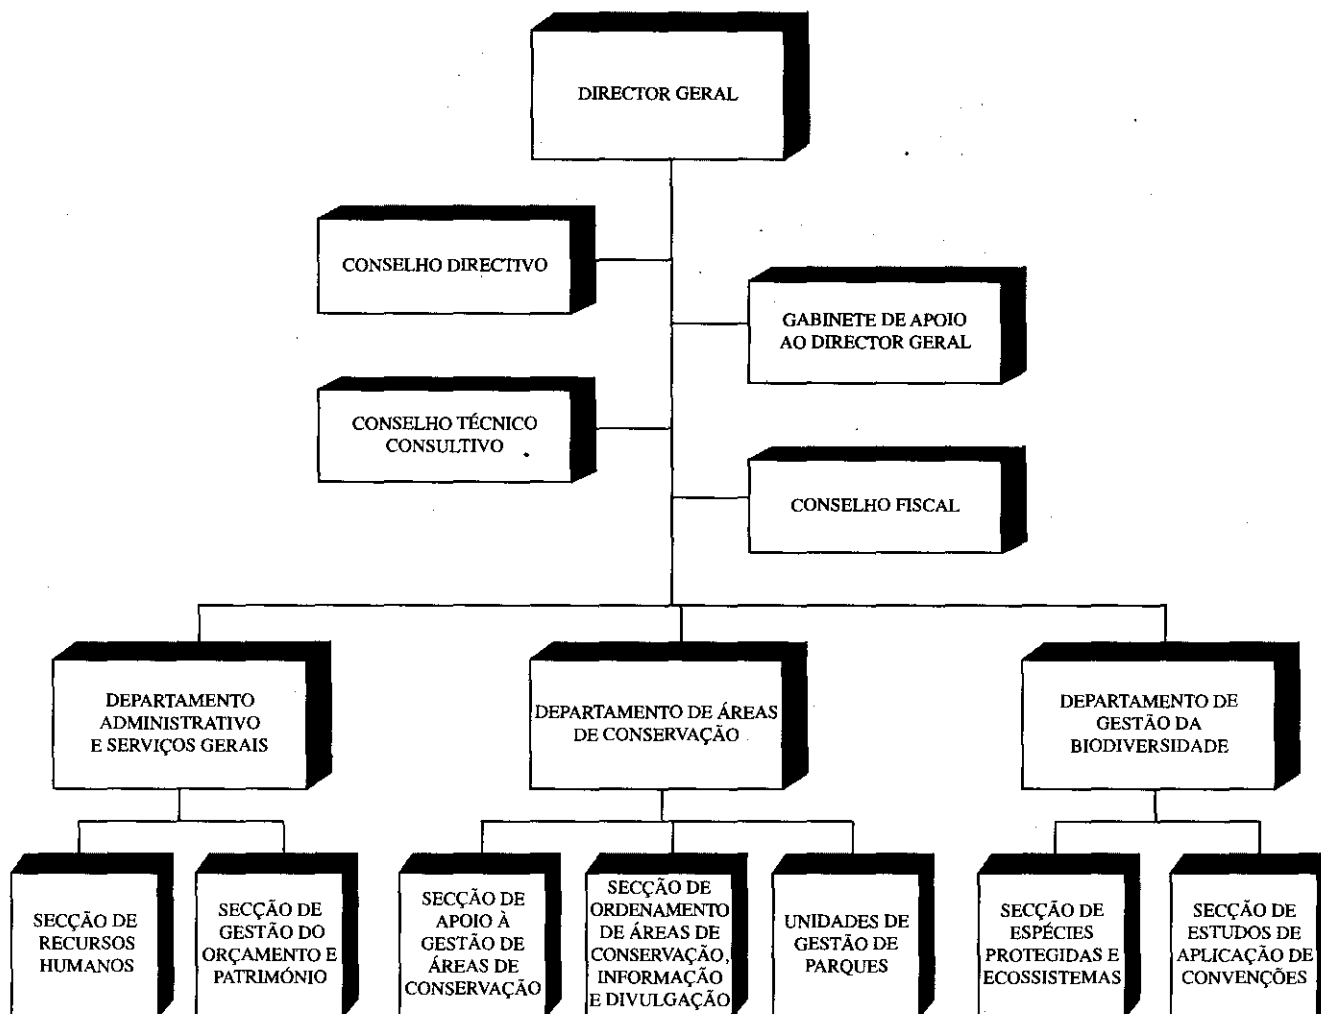 DIRECTOR GERAL
CONSELHO DIRECTIVO
GABINETE DE APOIO
AO DIRECTOR GERAL
CONSELHO TÉCNICO
CONSULTIVO
CONSELHO FISCAL
DEPARTAMENTO
ADMINISTRATIVO
E SERVIÇOS GERAIS
DEPARTAMENTO DE ÁREAS
DE CONSERVAÇÃO
DEPARTAMENTO DE
GESTÃO DA
BIODIVERSIDADE
SECÇÃO DE
RECURSOS
HUMANOS
SECÇÃO DE
GESTÃO DO
ORÇAMENTO E
PATRIMÓNIO
SECÇÃO DE
APOIO À
GESTÃO DE
ÁREAS DE
CONSERVAÇÃO
SECÇÃO DE
ORDENAMENTO
DE ÁREAS DE
CONSERVAÇÃO,
INFORMAÇÃO
E DIVULGAÇÃO
UNIDADES DE
GESTÃO DE
PARQUES
SECÇÃO DE
ESPÉCIES
PROTEGIDAS E
ECOSSISTEMAS
SECÇÃO DE
ESTUDOS DE
APLICAÇÃO DE
CONVENÇÕES